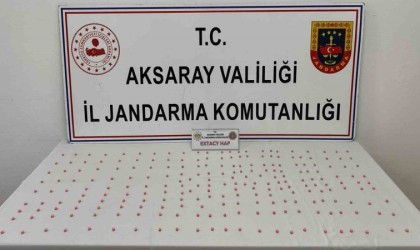 T.C.
AKSARAY VALİLİĞİ
İL JANDARMA KOMUTANLIĞI
EXTACY HAP